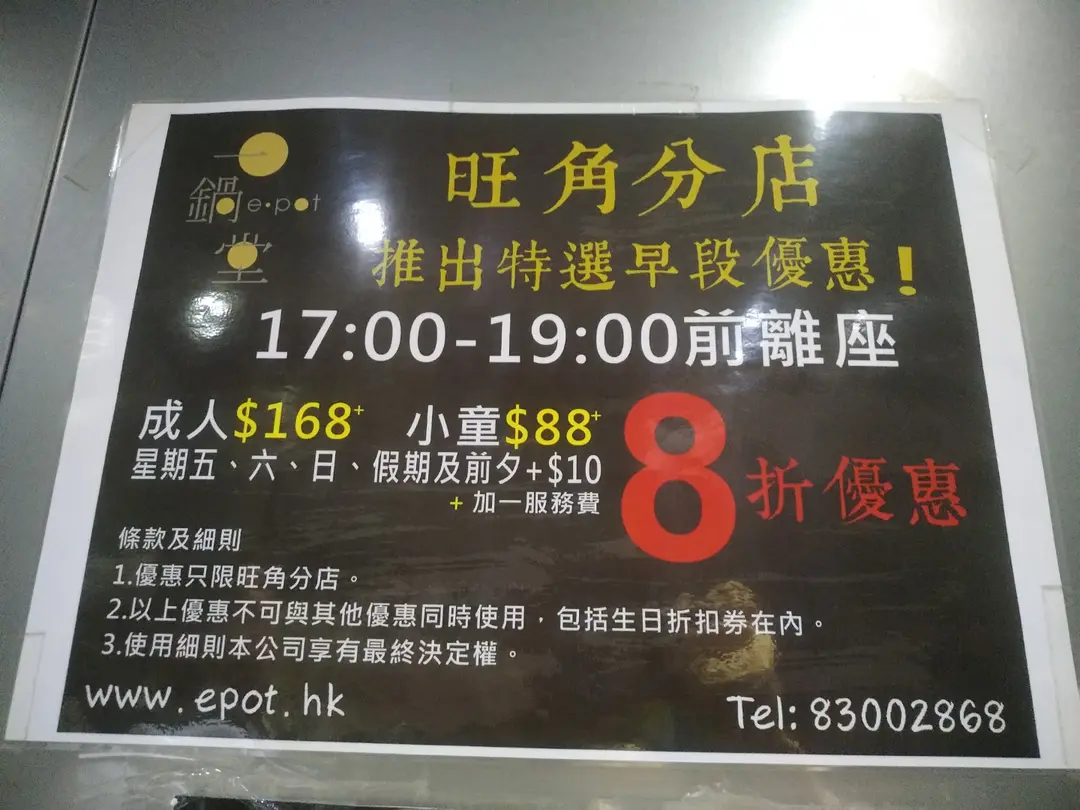 一鍋堂
e•pot
旺角分店
推出特選早段優惠！
17:00-19:00前離座
成人$168+ 小童$88+
星期五、六、日、假期及前夕+$10
+ 加一服務費
8折優惠
條款及細則
1.優惠只限旺角分店。
2.以上優惠不可與其他優惠同時使用，包括生日折扣券在內。
3.使用細則本公司享有最終決定權。
www.epot.hk
Tel: 83002868